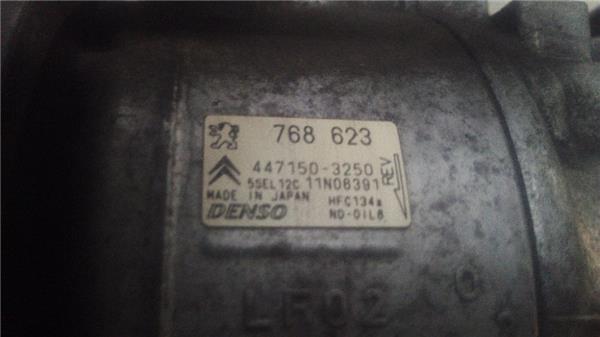 768 623
447150-3250
5SEL12C 11N08391 REV
MADE IN JAPAN HFC134a
DENSO ND-OIL8
LR02